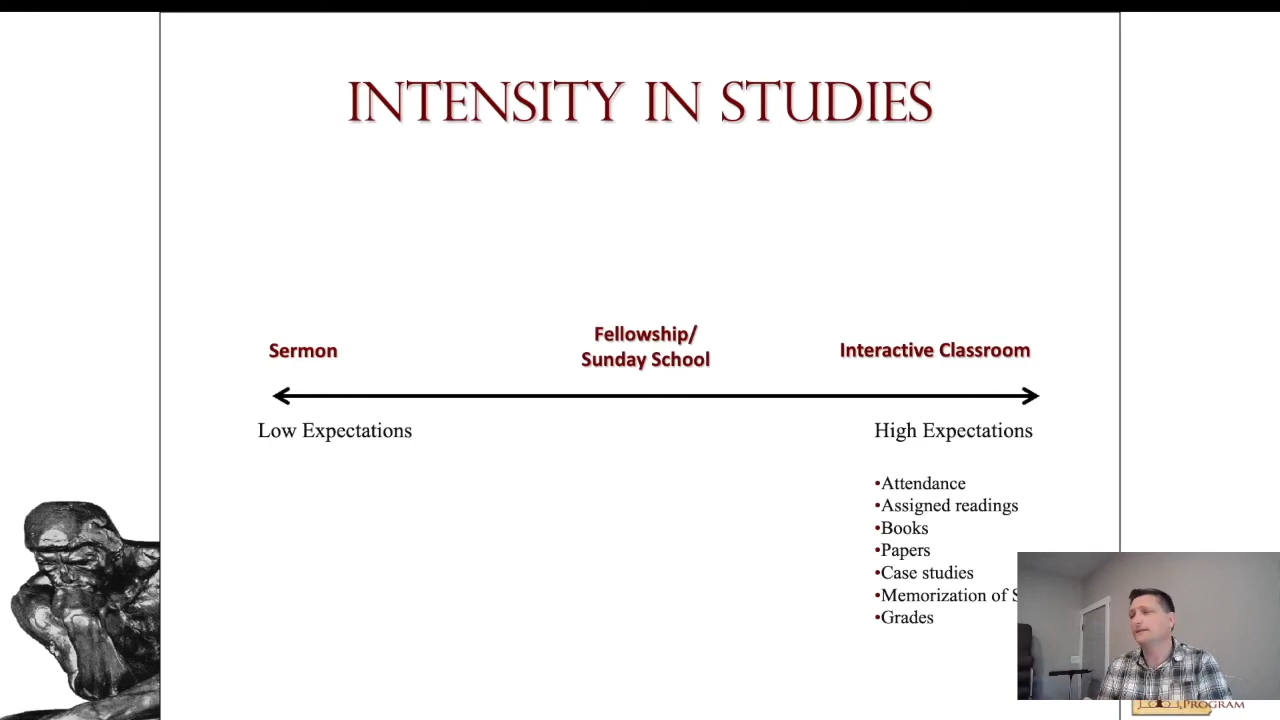 INTENSITY IN STUDIES
Sermon
Fellowship/
Sunday School
Interactive Classroom
Low Expectations
High Expectations
•Attendance
•Assigned readings
•Books
•Papers
•Case studies
•Memorization of
•Grades
PROGRAM